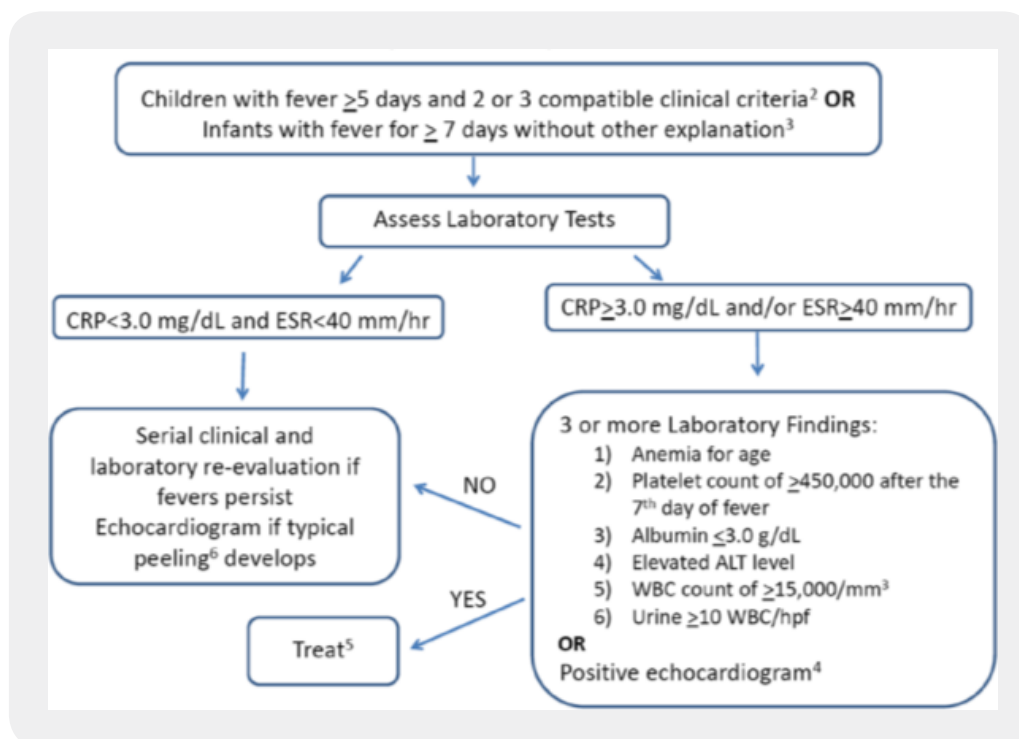 Children with fever ≥5 days and 2 or 3 compatible clinical criteria² OR
Infants with fever for ≥ 7 days without other explanation³
Assess Laboratory Tests
CRP<3.0 mg/dL and ESR<40 mm/hr
CRP≥3.0 mg/dL and/or ESR≥40 mm/hr
Serial clinical and
laboratory re-evaluation if
fevers persist
Echocardiogram if typical
peeling⁶ develops
NO
YES
Treat⁵
3 or more Laboratory Findings:
1) Anemia for age
2) Platelet count of ≥450,000 after the
7th day of fever
3) Albumin ≤3.0 g/dL
4) Elevated ALT level
5) WBC count of ≥15,000/mm³
6) Urine ≥10 WBC/hpf
OR
Positive echocardiogram⁴